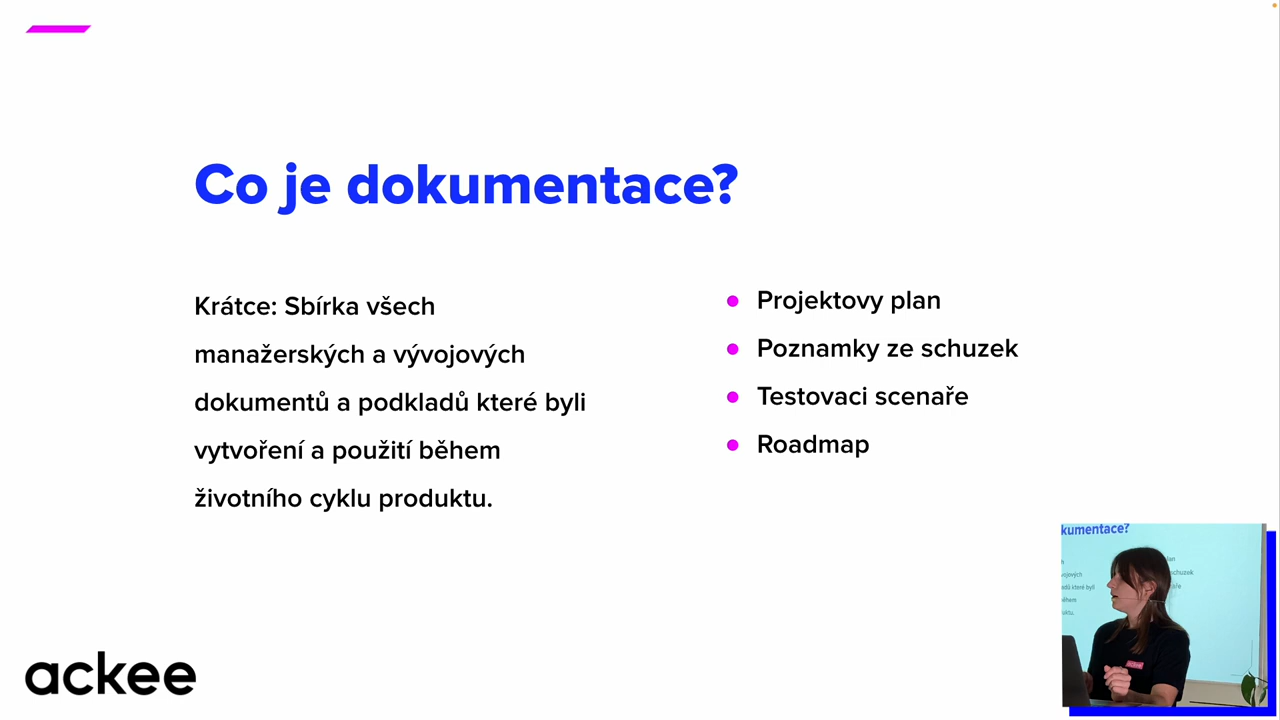 Co je dokumentace?
Krátce: Sbírka všech
manažerských a vývojových
dokumentů a podkladů které byli
vytvoření a použití během
životního cyklu produktu.
Projektovy plan
Poznamky ze schuzek
Testovaci scenaře
Roadmap
ackee
kumentace?
schuzek